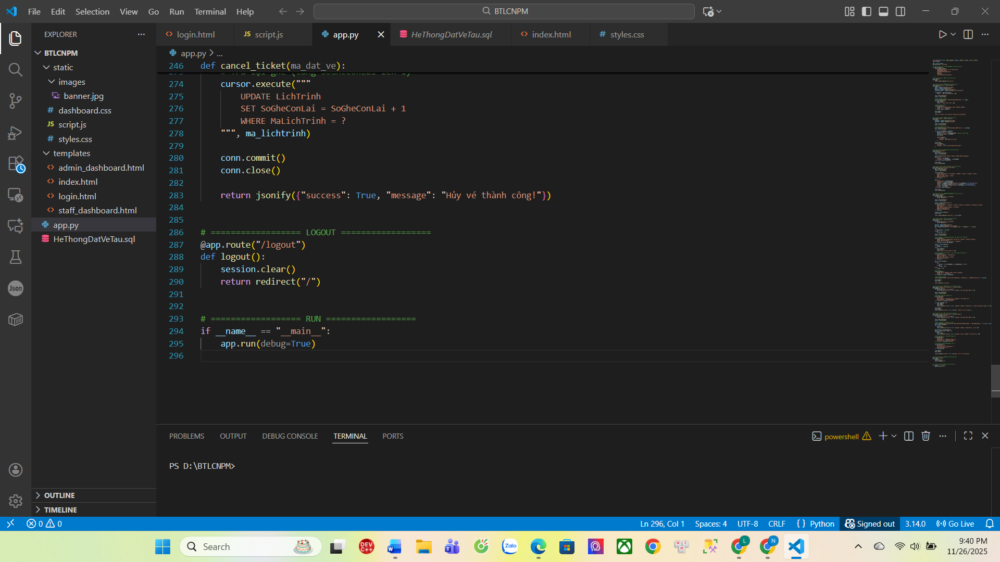 File Edit Selection View Go Run Terminal Help
BTLCNPM
EXPLORER
BTLCNPM
static
images
banner.jpg
# dashboard.css
JS script.js
# styles.css
templates
<> admin_dashboard.html
<> index.html
<> login.html
<> staff_dashboard.html
app.py
HeThongDatVeTau.sql
OUTLINE
TIMELINE
Json
<> login.html
JS script.js
app.py
HeThongDatVeTau.sql
<> index.html
# styles.css
app.py > ...
246 def cancel_ticket(ma_dat_ve):
274 cursor.execute("""
275 UPDATE LichTrinh
276 SET SoGheConLai = SoGheConLai + 1
277 WHERE MaLichTrinh = ?
278 """, ma_lichtrinh)
279
280 conn.commit()
281 conn.close()
282
283 return jsonify({"success": True, "message": "Hủy vé thành công!"})
284
285
286 # ================== LOGOUT ==================
287 @app.route("/logout")
288 def logout():
289 session.clear()
290 return redirect("/")
291
292
293 # ================== RUN ==================
294 if __name__ == "__main__":
295 app.run(debug=True)
296
PROBLEMS OUTPUT DEBUG CONSOLE TERMINAL PORTS
powershell
PS D:\BTLCNPM>
0 0
Ln 296, Col 1 Spaces: 4 UTF-8 CRLF { } Python Signed out 3.14.0 Go Live
Search
DEV C++
W
T
Zalo
L
N
9:40 PM
11/26/2025